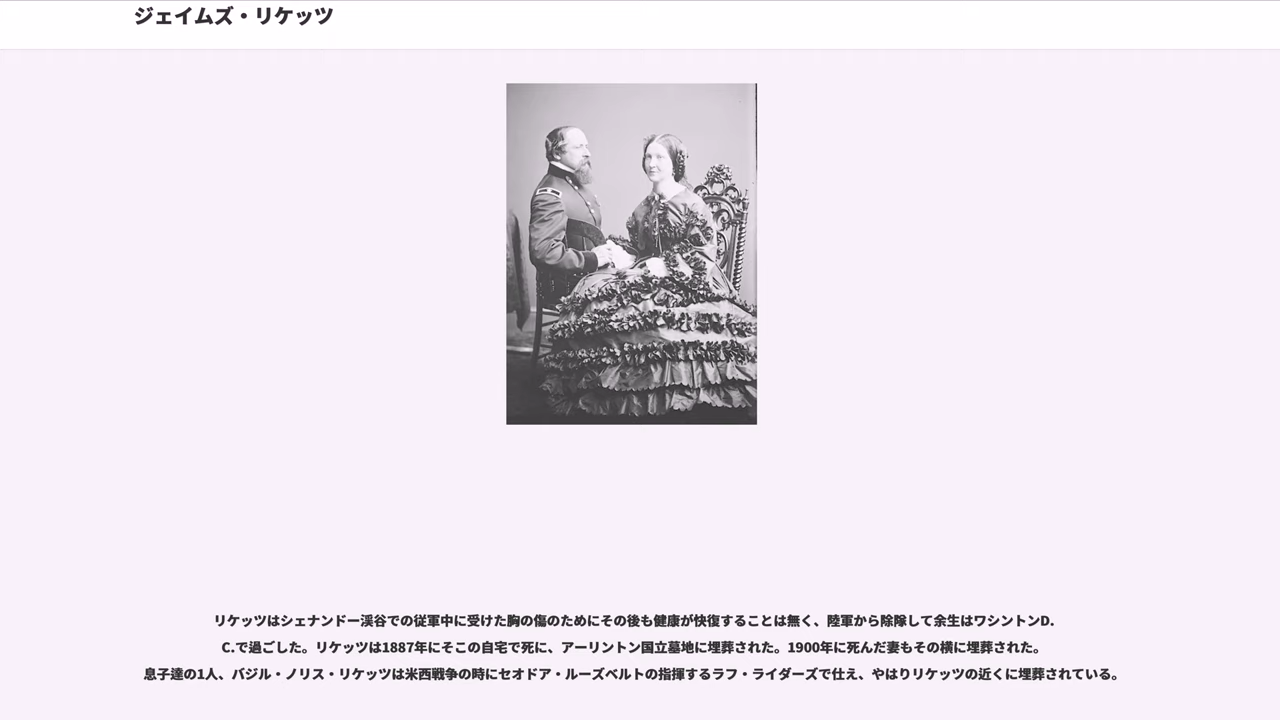 ジェイムズ・リケッツ
リケッツはシェナンドー渓谷での従軍中に受けた胸の傷のためにその後も健康が快復することは無く、陸軍から除隊して余生はワシントンD.
C.で過ごした。リケッツは1887年にそこの自宅で死に、アーリントン国立墓地に埋葬された。1900年に死んだ妻もその横に埋葬された。
息子達の1人、バジル・ノリス・リケッツは米西戦争の時にセオドア・ルーズベルトの指揮するラフ・ライダーズで仕え、やはりリケッツの近くに埋葬されている。